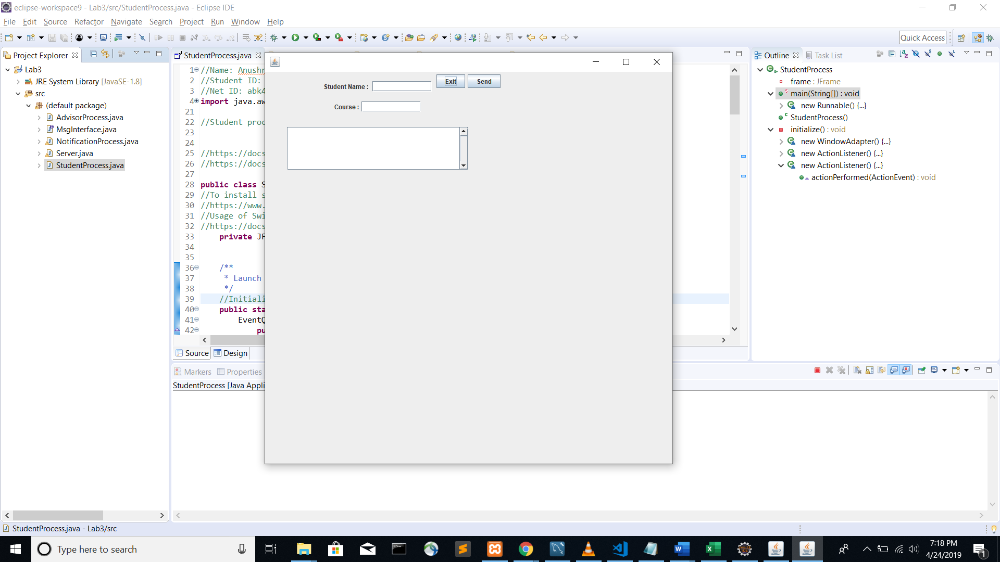 eclipse-workspace9 - Lab3/src/StudentProcess.java - Eclipse IDE
File Edit Source Refactor Navigate Search Project Run Window Help
Quick Access
Project Explorer
Lab3
JRE System Library [JavaSE-1.8]
src
(default package)
AdvisorProcess.java
MsgInterface.java
NotificationProcess.java
Server.java
StudentProcess.java
StudentProcess.java
1 //Name: Anushr
2 //Student ID:
3 //Net ID: abk4
4 import java.aw
21
22 //Student proc
23
24
25 //https://docs
26 //https://docs
27
28 public class S
29 //To install s
30 //https://www.
31 //Usage of Swi
32 //https://docs
33 private JF
34
35
36 /**
37 * Launch
38 */
39 //Initiali
40 public sta
41 EventQ
42 pu
Source Design
Student Name :
Exit Send
Course :
Outline Task List
StudentProcess
frame : JFrame
main(String[]) : void
new Runnable() {...}
StudentProcess()
initialize() : void
new WindowAdapter() {...}
new ActionListener() {...}
new ActionListener() {...}
actionPerformed(ActionEvent) : void
Markers Properties
StudentProcess [Java Appli
StudentProcess.java - Lab3/src
Type here to search
7:18 PM
4/24/2019
1